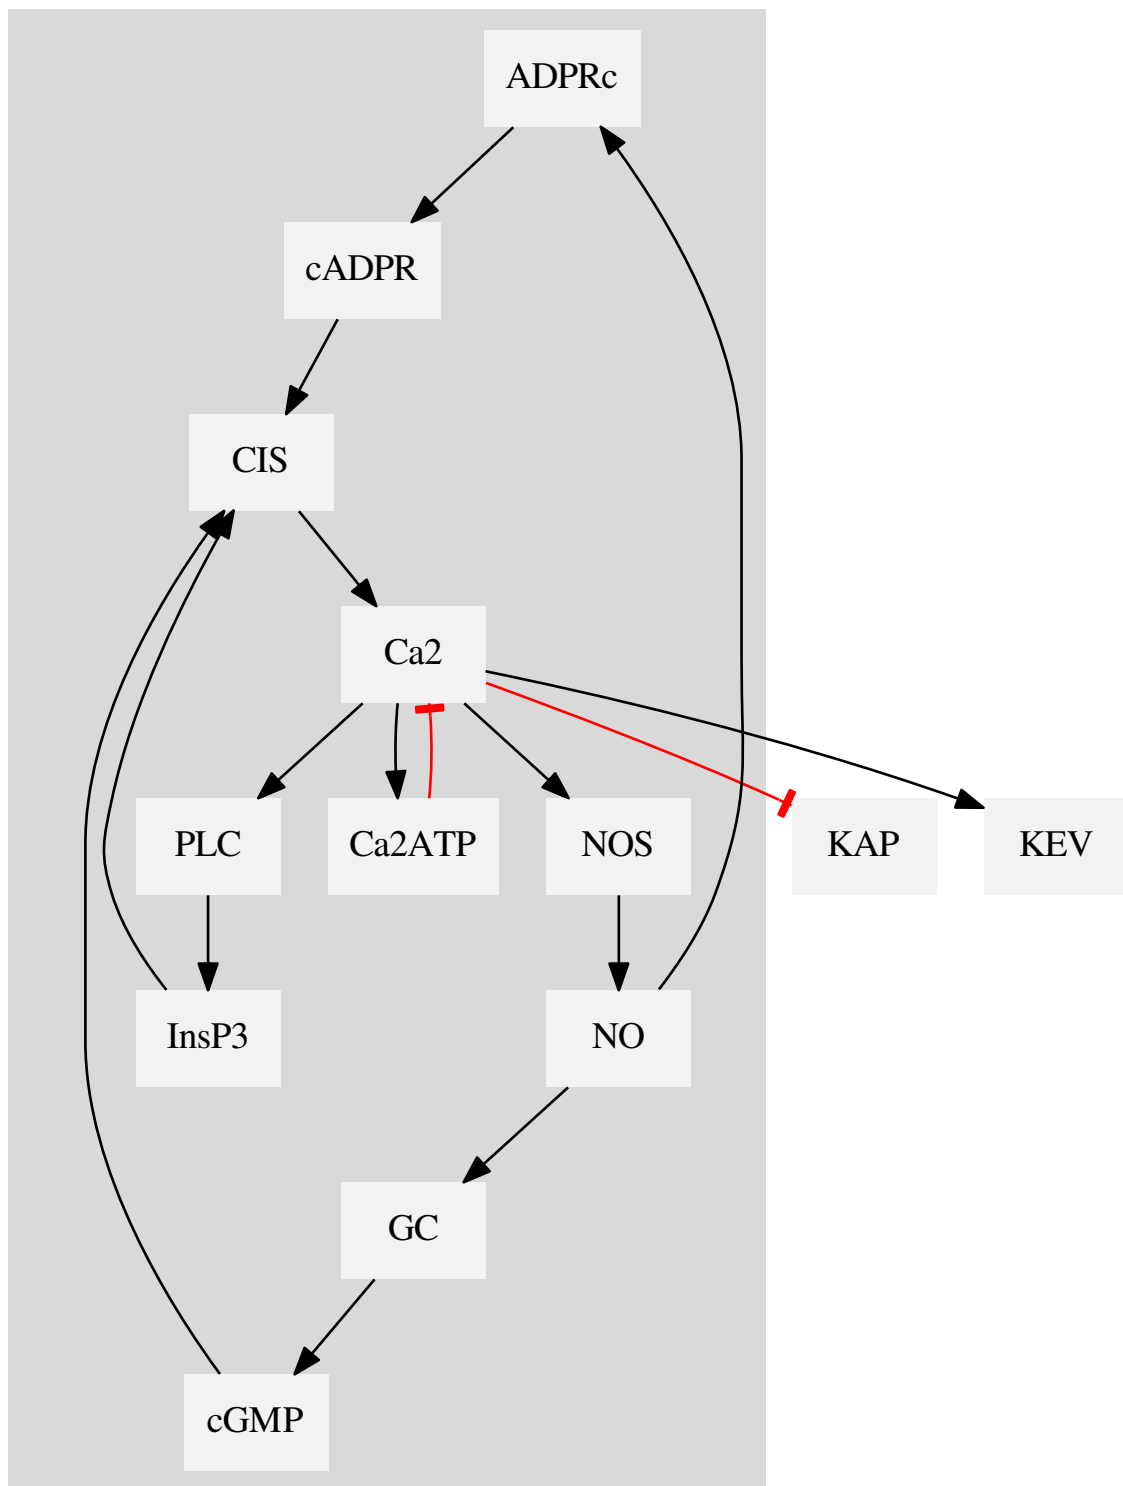 ADPRc
cADPR
CIS
Ca2
PLC
Ca2ATP
NOS
KAP
KEV
InsP3
NO
GC
cGMP